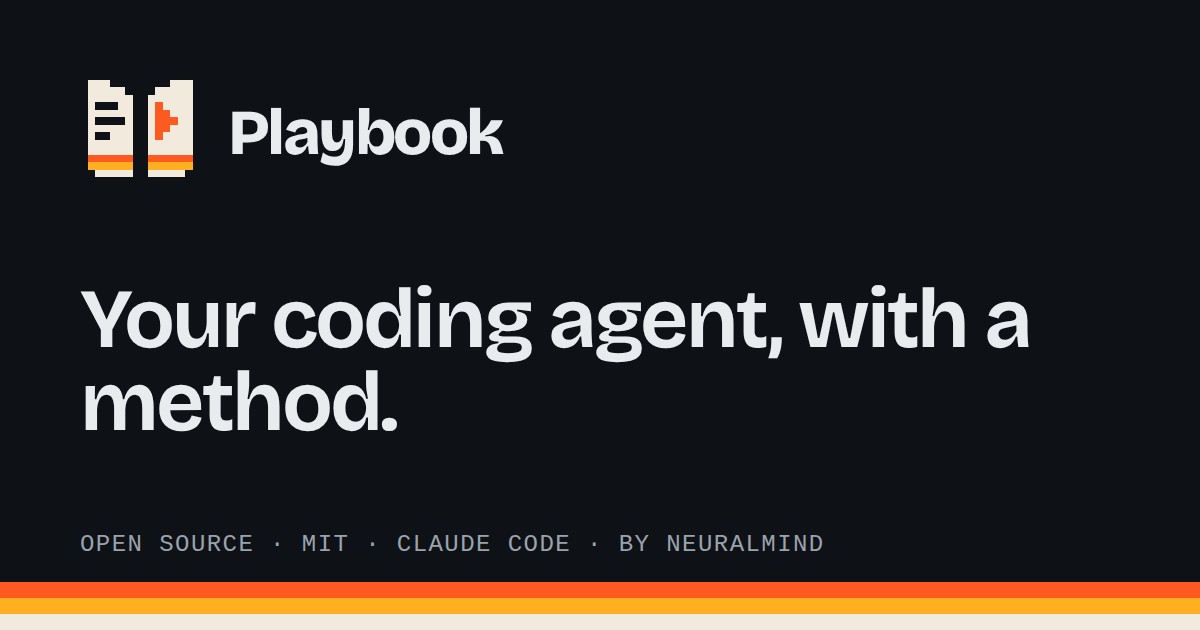 Playbook
Your coding agent, with a
method.
OPEN SOURCE · MIT · CLAUDE CODE · BY NEURALMIND